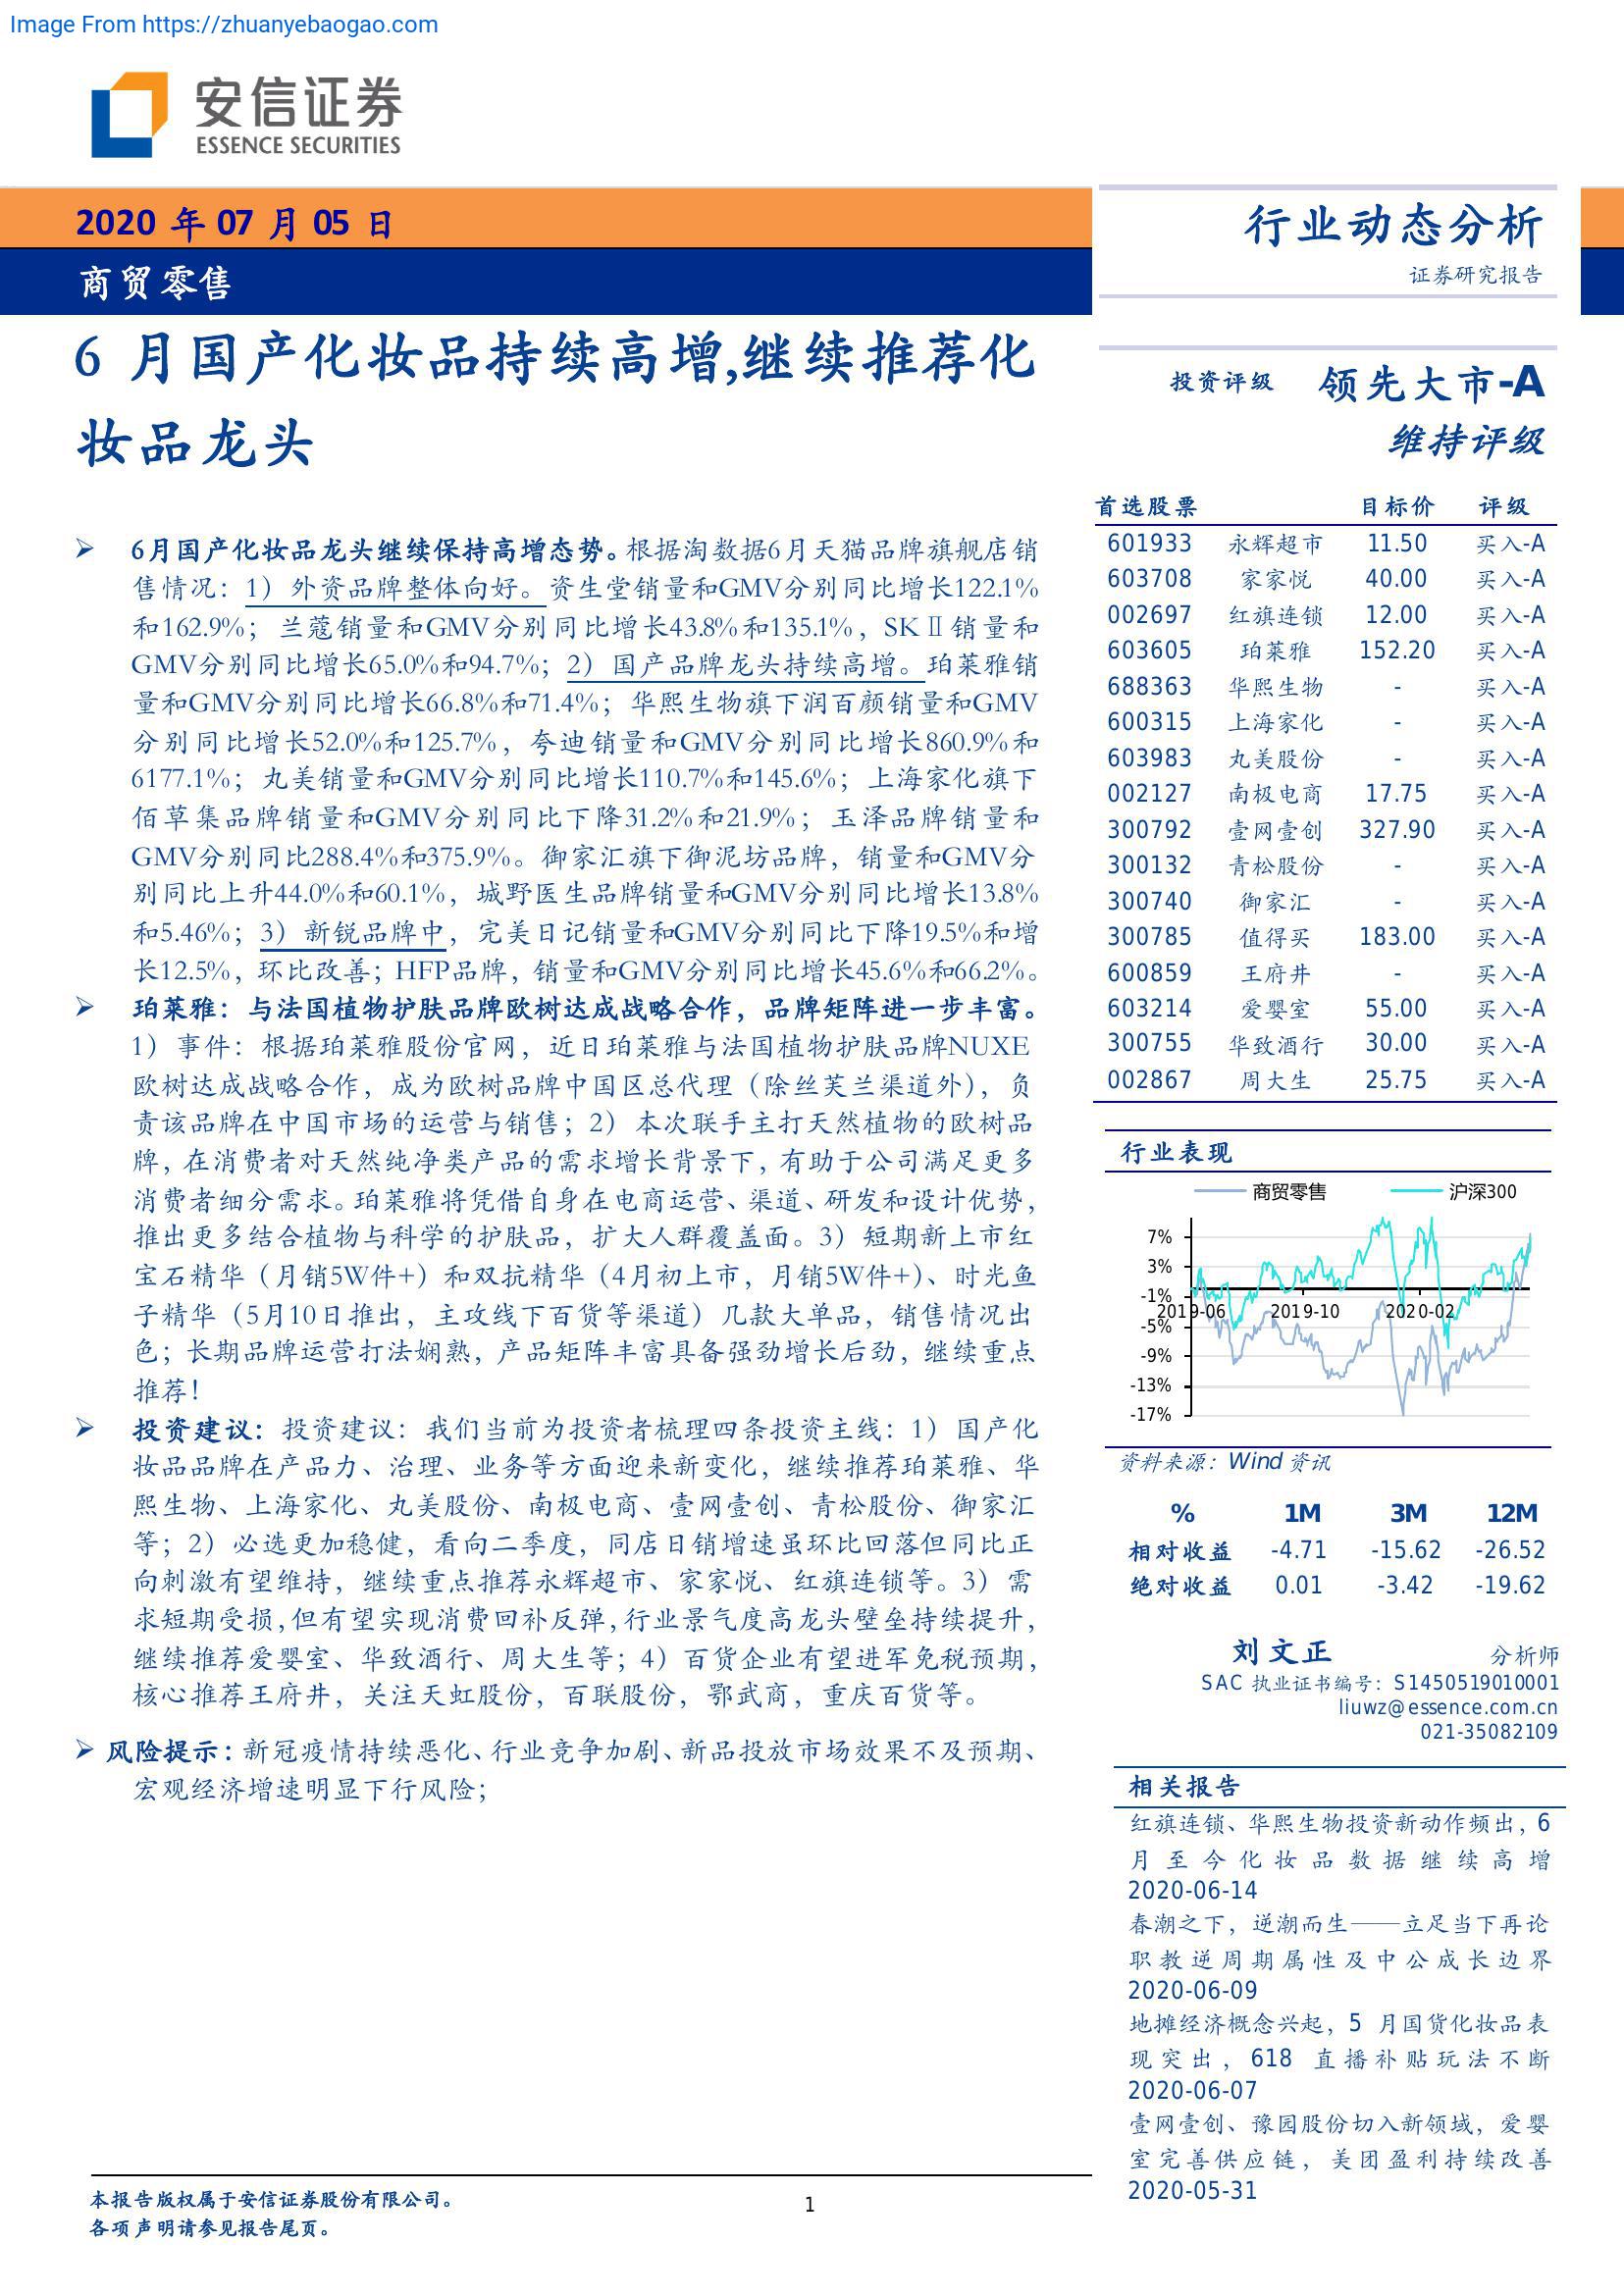 Image From https://zhuanyebaogao.com
安信证券
ESSENCE SECURITIES
2020 年 07 月 05 日
商贸零售
行业动态分析
证券研究报告
6 月国产化妆品持续高增,继续推荐化
妆品龙头
6月国产化妆品龙头继续保持高增态势。根据淘数据6月天猫品牌旗舰店销
售情况：1）外资品牌整体向好。资生堂销量和GMV分别同比增长122.1%
和162.9%；兰蔻销量和GMV分别同比增长43.8%和135.1%，SKⅡ销量和
GMV分别同比增长65.0%和94.7%；2）国产品牌龙头持续高增。珀莱雅销
量和GMV分别同比增长66.8%和71.4%；华熙生物旗下润百颜销量和GMV
分别同比增长52.0%和125.7%，夸迪销量和GMV分别同比增长860.9%和
6177.1%；丸美销量和GMV分别同比增长110.7%和145.6%；上海家化旗下
佰草集品牌销量和GMV分别同比下降31.2%和21.9%；玉泽品牌销量和
GMV分别同比288.4%和375.9%。御家汇旗下御泥坊品牌，销量和GMV分
别同比上升44.0%和60.1%，城野医生品牌销量和GMV分别同比增长13.8%
和5.46%；3）新锐品牌中，完美日记销量和GMV分别同比下降19.5%和增
长12.5%，环比改善；HFP品牌，销量和GMV分别同比增长45.6%和66.2%。
珀莱雅：与法国植物护肤品牌欧树达成战略合作，品牌矩阵进一步丰富。
1）事件：根据珀莱雅股份官网，近日珀莱雅与法国植物护肤品牌NUXE
欧树达成战略合作，成为欧树品牌中国区总代理（除丝芙兰渠道外），负
责该品牌在中国市场的运营与销售；2）本次联手主打天然植物的欧树品
牌，在消费者对天然纯净类产品的需求增长背景下，有助于公司满足更多
消费者细分需求。珀莱雅将凭借自身在电商运营、渠道、研发和设计优势，
推出更多结合植物与科学的护肤品，扩大人群覆盖面。3）短期新上市红
宝石精华（月销5W件+）和双抗精华（4月初上市，月销5W件+）、时光鱼
子精华（5月10日推出，主攻线下百货等渠道）几款大单品，销售情况出
色；长期品牌运营打法娴熟，产品矩阵丰富具备强劲增长后劲，继续重点
推荐！
投资建议：投资建议：我们当前为投资者梳理四条投资主线：1）国产化
妆品品牌在产品力、治理、业务等方面迎来新变化，继续推荐珀莱雅、华
熙生物、上海家化、丸美股份、南极电商、壹网壹创、青松股份、御家汇
等；2）必选更加稳健，看向二季度，同店日销增速虽环比回落但同比正
向刺激有望维持，继续重点推荐永辉超市、家家悦、红旗连锁等。3）需
求短期受损，但有望实现消费回补反弹，行业景气度高龙头壁垒持续提升，
继续推荐爱婴室、华致酒行、周大生等；4）百货企业有望进军免税预期，
核心推荐王府井，关注天虹股份，百联股份，鄂武商，重庆百货等。
风险提示：新冠疫情持续恶化、行业竞争加剧、新品投放市场效果不及预期、
宏观经济增速明显下行风险；
投资评级 领先大市-A
维持评级
首选股票 目标价 评级
601933 永辉超市 11.50 买入-A
603708 家家悦 40.00 买入-A
002697 红旗连锁 12.00 买入-A
603605 珀莱雅 152.20 买入-A
688363 华熙生物 - 买入-A
600315 上海家化 - 买入-A
603983 丸美股份 - 买入-A
002127 南极电商 17.75 买入-A
300792 壹网壹创 327.90 买入-A
300132 青松股份 - 买入-A
300740 御家汇 - 买入-A
300785 值得买 183.00 买入-A
600859 王府井 - 买入-A
603214 爱婴室 55.00 买入-A
300755 华致酒行 30.00 买入-A
002867 周大生 25.75 买入-A
行业表现
商贸零售 沪深300
7%
3%
-1%
2019-06 2019-10 2020-02
-5%
-9%
-13%
-17%
资料来源：Wind 资讯
% 1M 3M 12M
相对收益 -4.71 -15.62 -26.52
绝对收益 0.01 -3.42 -19.62
刘文正 分析师
SAC 执业证书编号：S1450519010001
liuwz@essence.com.cn
021-35082109
相关报告
红旗连锁、华熙生物投资新动作频出，6
月至今化妆品数据继续高增
2020-06-14
春潮之下，逆潮而生——立足当下再论
职教逆周期属性及中公成长边界
2020-06-09
地摊经济概念兴起，5 月国货化妆品表
现突出，618 直播补贴玩法不断
2020-06-07
壹网壹创、豫园股份切入新领域，爱婴
室完善供应链，美团盈利持续改善
2020-05-31
本报告版权属于安信证券股份有限公司。
各项声明请参见报告尾页。
1